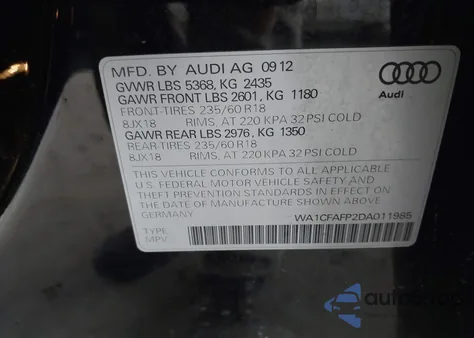 MFD. BY AUDI AG 09 12
GVWR LBS 5368, KG 2435
GAWR FRONT LBS 2601, KG 1180
FRONT-TIRES 235/60 R18
8JX18 RIMS, AT 220 KPA 32 PSI COLD
GAWR REAR LBS 2976, KG 1350
REAR-TIRES 235/60 R18
8JX18 RIMS, AT 220 KPA 32 PSI COLD
THIS VEHICLE CONFORMS TO ALL APPLICABLE
U.S. FEDERAL MOTOR VEHICLE SAFETY AND
THEFT PREVENTION STANDARDS IN EFFECT ON
THE DATE OF MANUFACTURE SHOWN ABOVE.
GERMANY WA1CFAFP2DA011985
TYPE
MPV
Audi